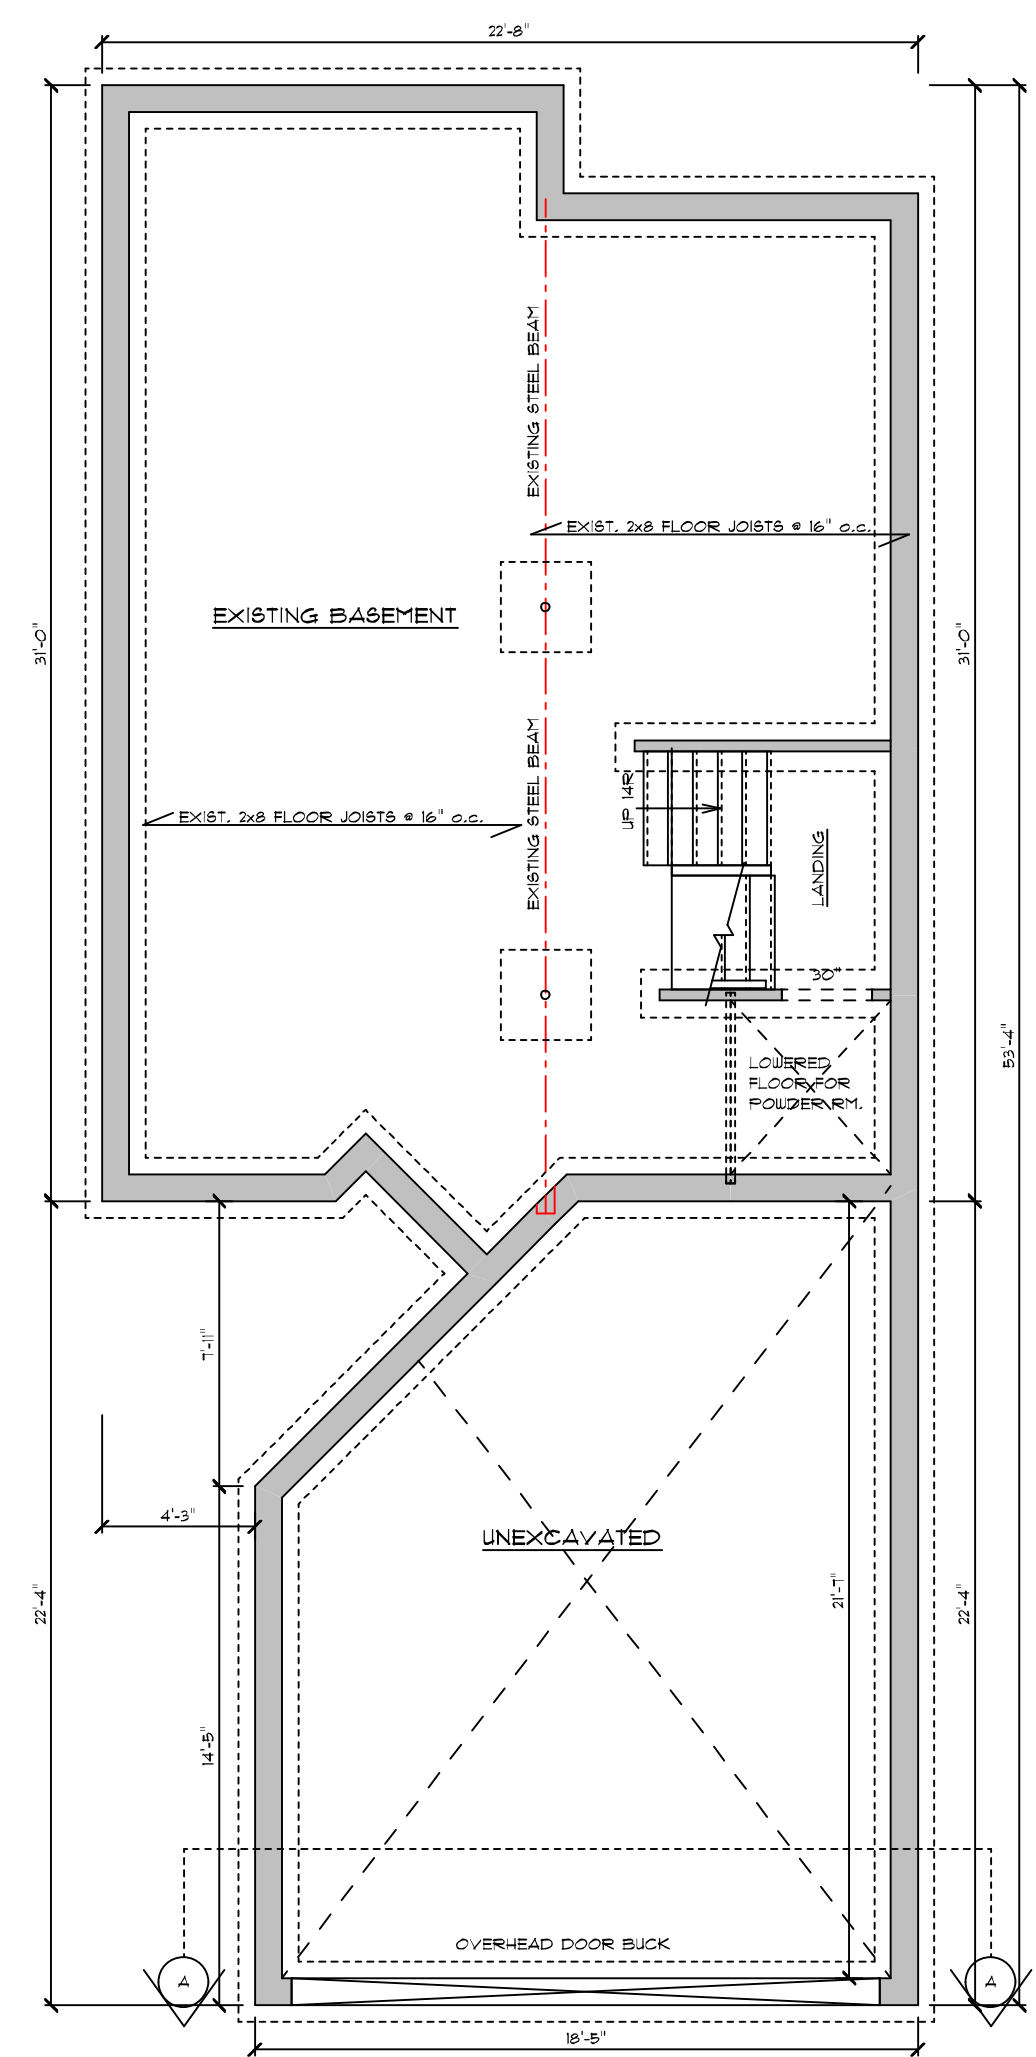 22'-8"
EXISTING STEEL BEAM
EXIST. 2x8 FLOOR JOISTS @ 16" o.c.
EXISTING BASEMENT
31'-0"
31'-0"
EXISTING STEEL BEAM
UP 14R
EXIST. 2x8 FLOOR JOISTS @ 16" o.c.
LANDING
30"
53'-4"
LOWERED
FLOOR FOR
POWDER RM.
7'-11"
4'-3"
UNEXCAVATED
21'-7"
22'-4"
22'-4"
14'-5"
OVERHEAD DOOR BUCK
A
A
18'-5"